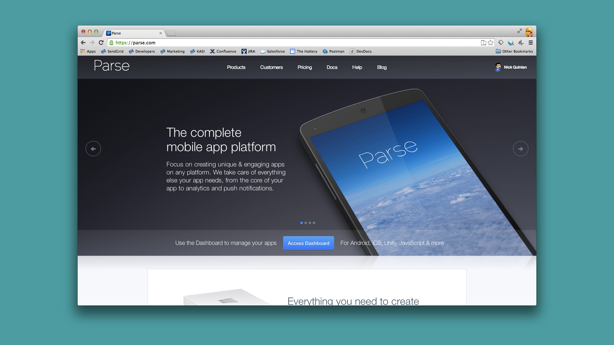 Parse
https://parse.com
Apps SendGrid Developers Marketing KASI Confluence JIRA Salesforce The Hattery Postman DevDocs Other Bookmarks
Parse Products Customers Pricing Docs Help Blog Nick Quinlan
The complete
mobile app platform
Focus on creating unique & engaging apps
on any platform. We take care of everything
else your app needs, from the core of your
app to analytics and push notifications.
Parse
Use the Dashboard to manage your apps Access Dashboard For Android, iOS, Unity, JavaScript & more
Everything you need to create